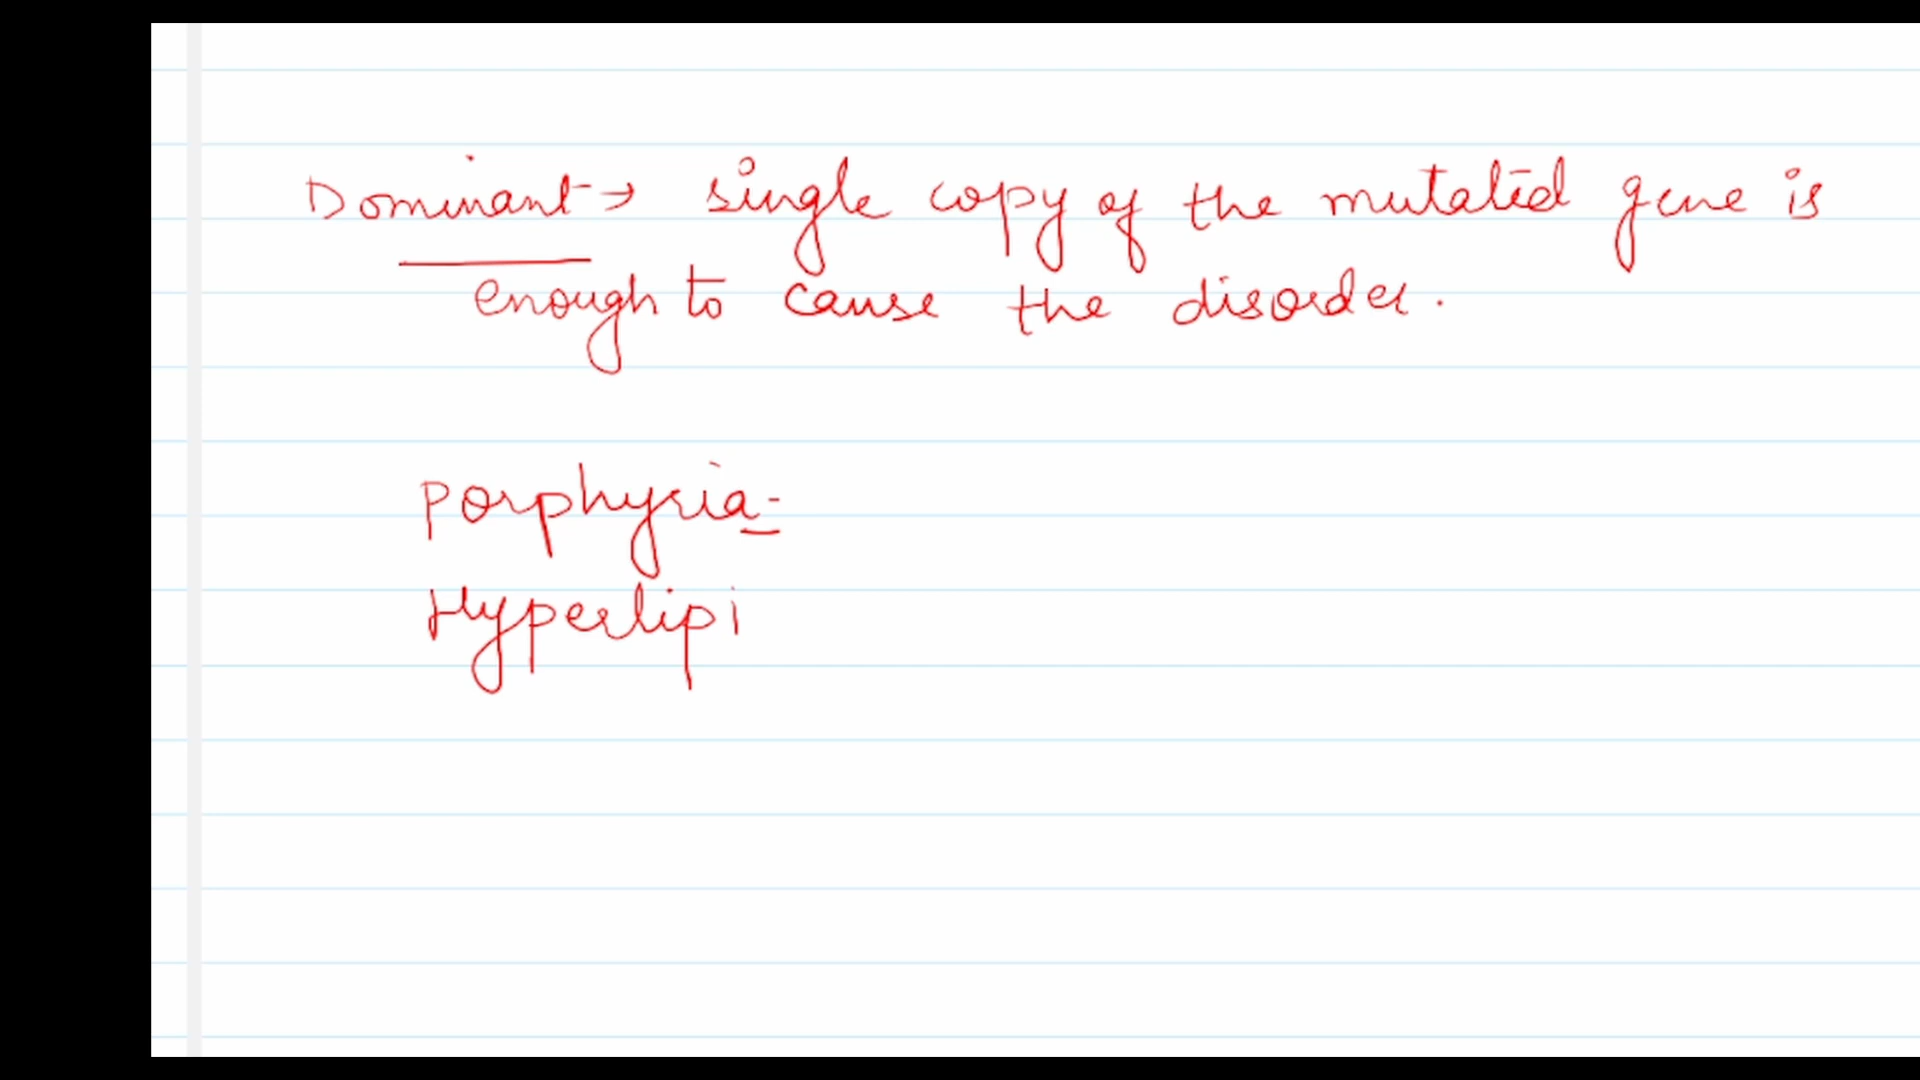 Dominant → single copy of the mutated gene is
enough to cause the disorder.
Porphyria-
Hyperlipi